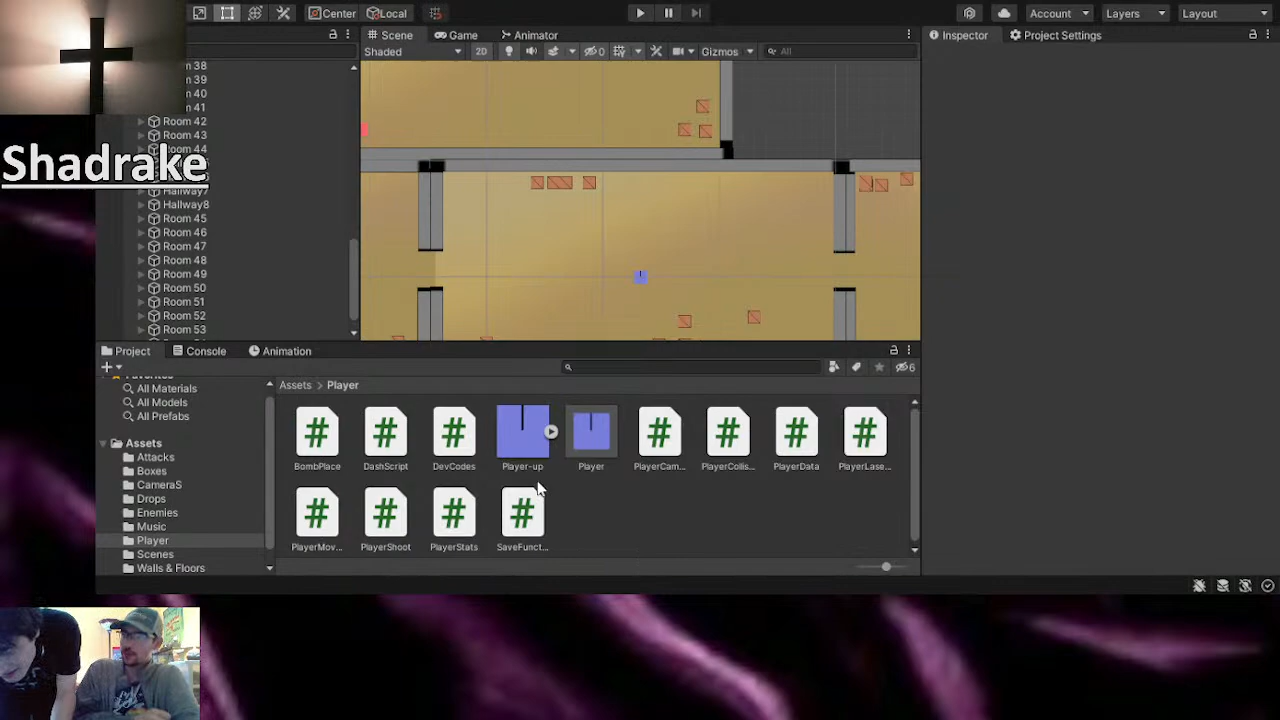 Center
Local
Account
Layers
Layout
Scene
Game
Animator
Inspector
Project Settings
Shaded
2D
0
Gizmos
All
38
39
40
41
Room 42
Room 43
Room 44
Shadrake
Hallway7
Hallway8
Room 45
Room 46
Room 47
Room 48
Room 49
Room 50
Room 51
Room 52
Room 53
Project
Console
Animation
6
All Materials
All Models
All Prefabs
Assets
Attacks
Boxes
CameraS
Drops
Enemies
Music
Player
Scenes
Walls & Floors
Assets > Player
BombPlace
DashScript
DevCodes
Player-up
Player
PlayerCam...
PlayerCollis...
PlayerData
PlayerLase...
PlayerMov...
PlayerShoot
PlayerStats
SaveFunct...